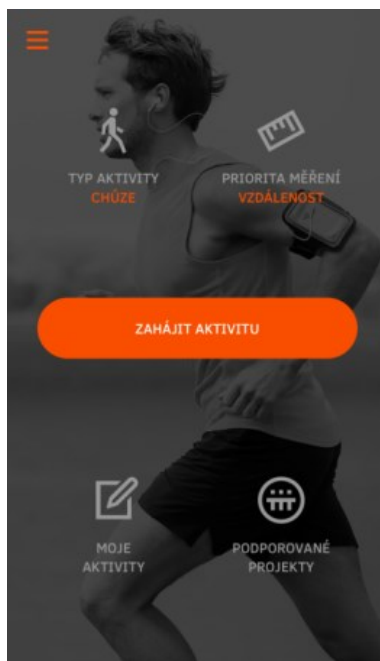 TYP AKTIVITY
CHŮZE
PRIORITA MĚŘENÍ
VZDÁLENOST
ZAHÁJIT AKTIVITU
MOJE
AKTIVITY
PODPOROVANÉ
PROJEKTY